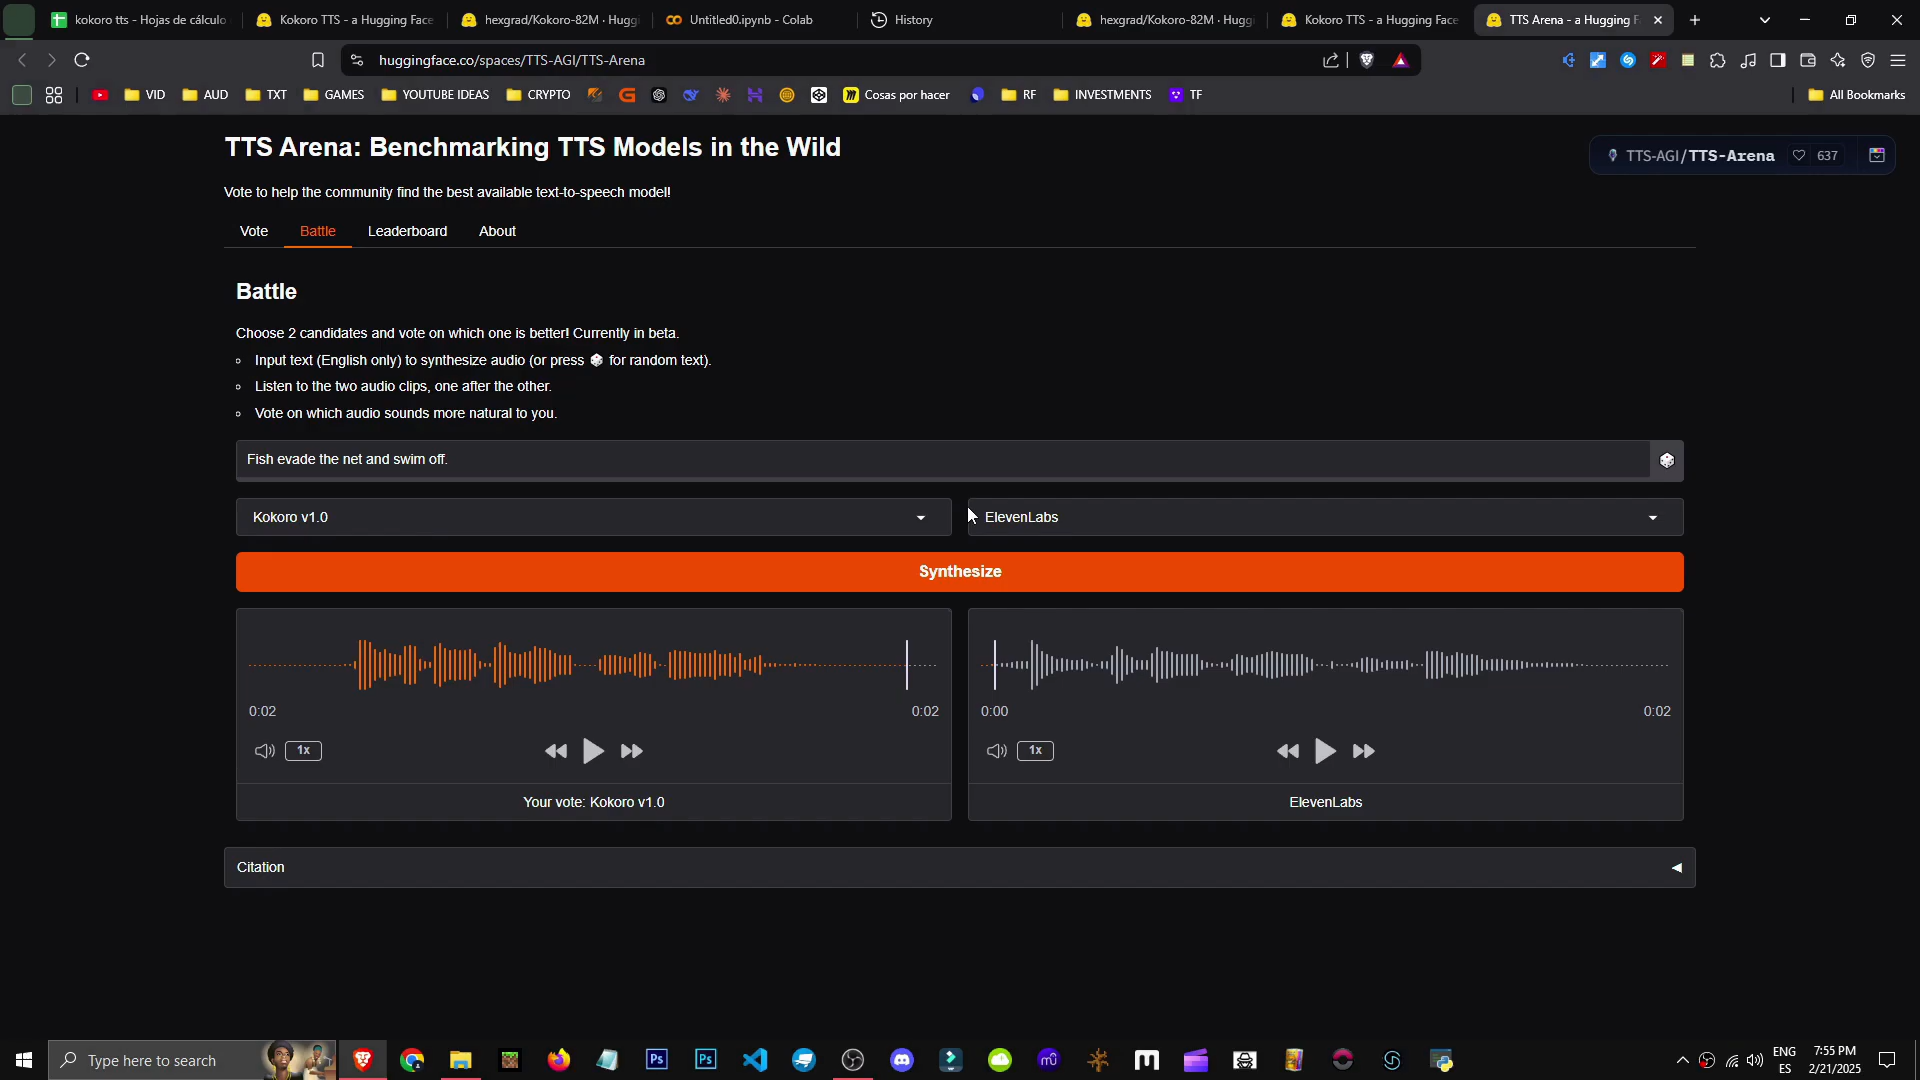 kokoro tts - Hojas de cálculo
Kokoro TTS - a Hugging Face
hexgrad/Kokoro-82M · Huggi
Untitled0.ipynb - Colab
History
hexgrad/Kokoro-82M · Huggi
Kokoro TTS - a Hugging Face
TTS Arena - a Hugging F
huggingface.co/spaces/TTS-AGI/TTS-Arena
VID
AUD
TXT
GAMES
YOUTUBE IDEAS
CRYPTO
Cosas por hacer
RF
INVESTMENTS
TF
All Bookmarks
TTS Arena: Benchmarking TTS Models in the Wild
TTS-AGI/TTS-Arena
637
Vote to help the community find the best available text-to-speech model!
Vote
Battle
Leaderboard
About
Battle
Choose 2 candidates and vote on which one is better! Currently in beta.
Input text (English only) to synthesize audio (or press 🎲 for random text).
Listen to the two audio clips, one after the other.
Vote on which audio sounds more natural to you.
Fish evade the net and swim off.
Kokoro v1.0
ElevenLabs
Synthesize
0:02
0:02
0:00
0:02
1x
1x
Your vote: Kokoro v1.0
ElevenLabs
Citation
Type here to search
ENG
ES
7:55 PM
2/21/2025